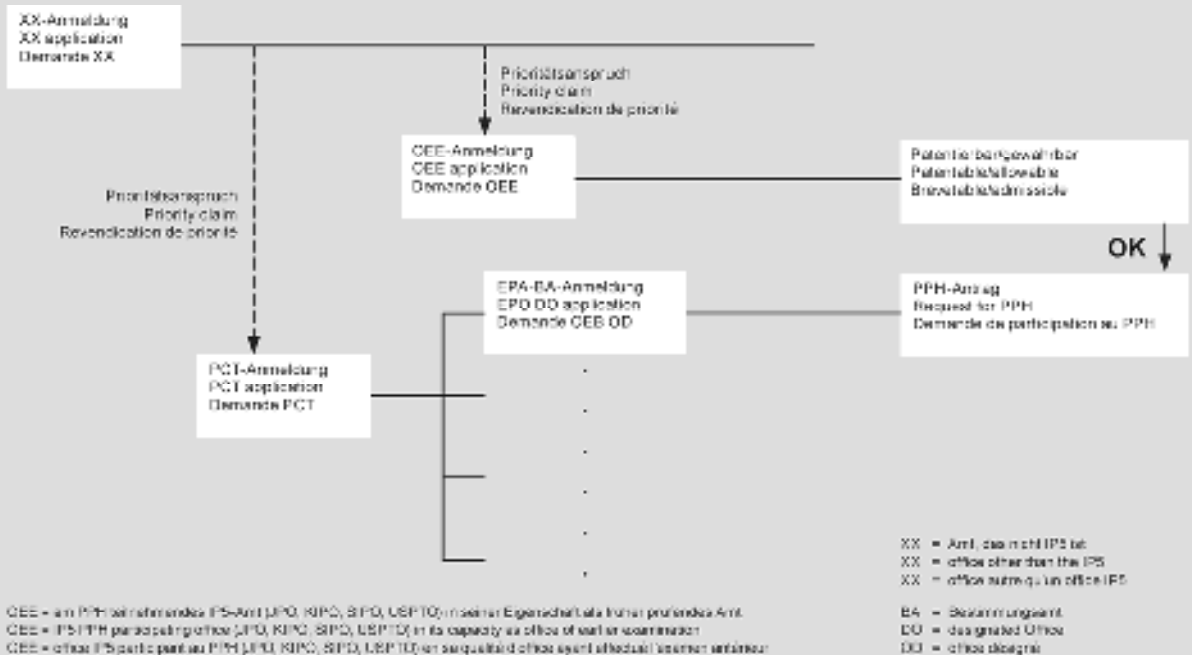 XX-Anmeldung
XX application
Demande XX
Prioritätsanspruch
Priority claim
Revendication de priorité
OEE-Anmeldung
OEE application
Demande OEE
Patentierbar/gewährbar
Patentable/allowable
Brevetable/admissible
Prioritätsanspruch
Priority claim
Revendication de priorité
OK
EPA-BA-Anmeldung
EPO DO application
Demande OEB OD
PPH-Antrag
Request for PPH
Demande de participation au PPH
PCT-Anmeldung
PCT application
Demande PCT
XX = Amt, das nicht IP5 ist
XX = office other than the IP5
XX = office autre qu'un office IP5
OEE = am PPH teilnehmendes IP5-Amt (JPO, KIPO, SIPO, USPTO) in seiner Eigenschaft als früher prüfendes Amt
OEE = IP5 PPH participating office (JPO, KIPO, SIPO, USPTO) in its capacity as office of earlier examination
OEE = office IP5 participant au PPH (JPO, KIPO, SIPO, USPTO) en sa qualité d'office ayant effectué l'examen antérieur
BA = Bestimmungsamt
DO = designated Office
OD = office désigné